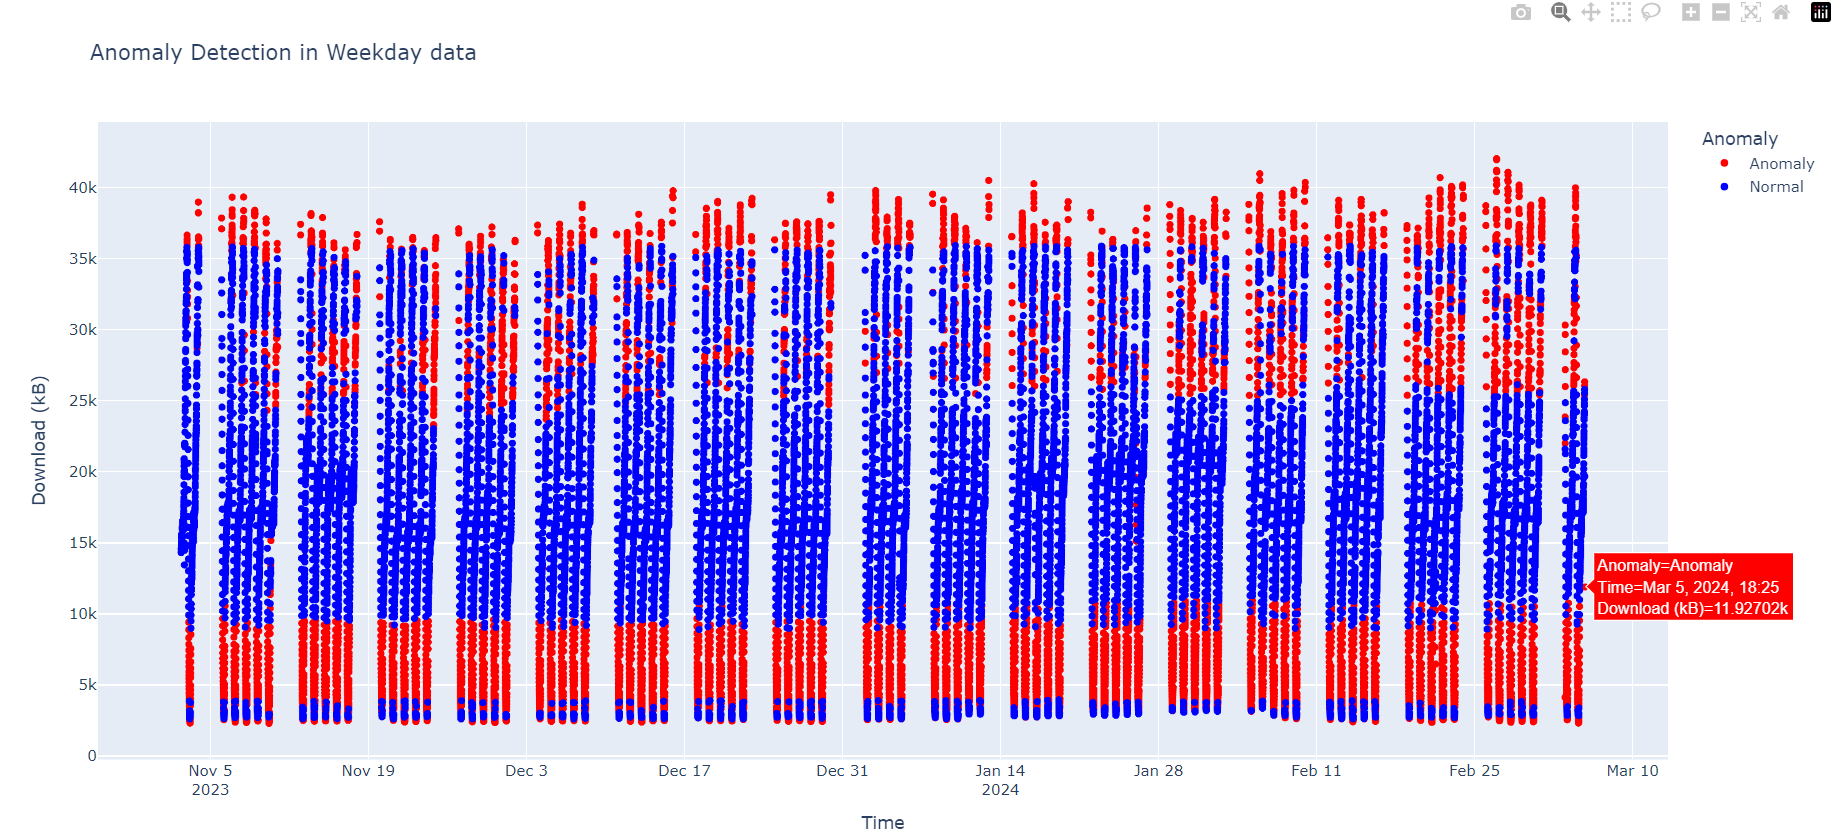 Anomaly Detection in Weekday data
Anomaly
Anomaly
Normal
40k
35k
30k
25k
20k
15k
10k
5k
0
Download (kB)
Anomaly=Anomaly
Time=Mar 5, 2024, 18:25
Download (kB)=11.92702k
Nov 5
2023
Nov 19
Dec 3
Dec 17
Dec 31
Jan 14
2024
Jan 28
Feb 11
Feb 25
Mar 10
Time